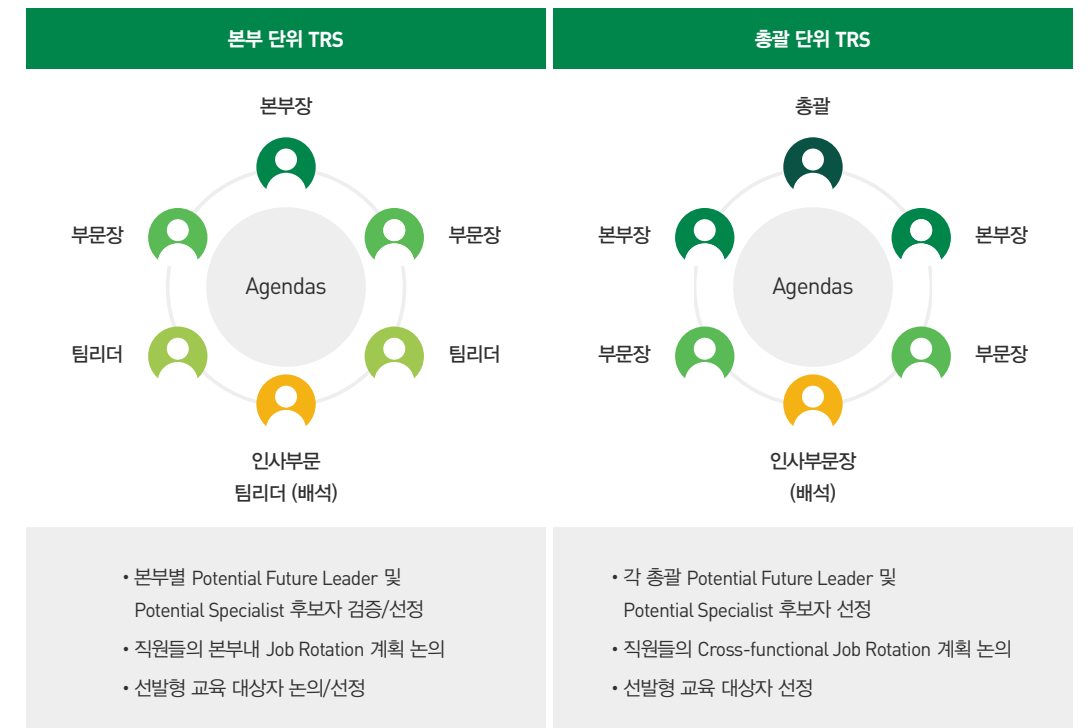 본부 단위 TRS
본부장
부문장
부문장
Agendas
팀리더
팀리더
인사부문
팀리더 (배석)
• 본부별 Potential Future Leader 및
Potential Specialist 후보자 검증/선정
• 직원들의 본부내 Job Rotation 계획 논의
• 선발형 교육 대상자 논의/선정
총괄 단위 TRS
총괄
본부장
본부장
Agendas
부문장
부문장
인사부문장
(배석)
• 각 총괄 Potential Future Leader 및
Potential Specialist 후보자 선정
• 직원들의 Cross-functional Job Rotation 계획 논의
• 선발형 교육 대상자 선정